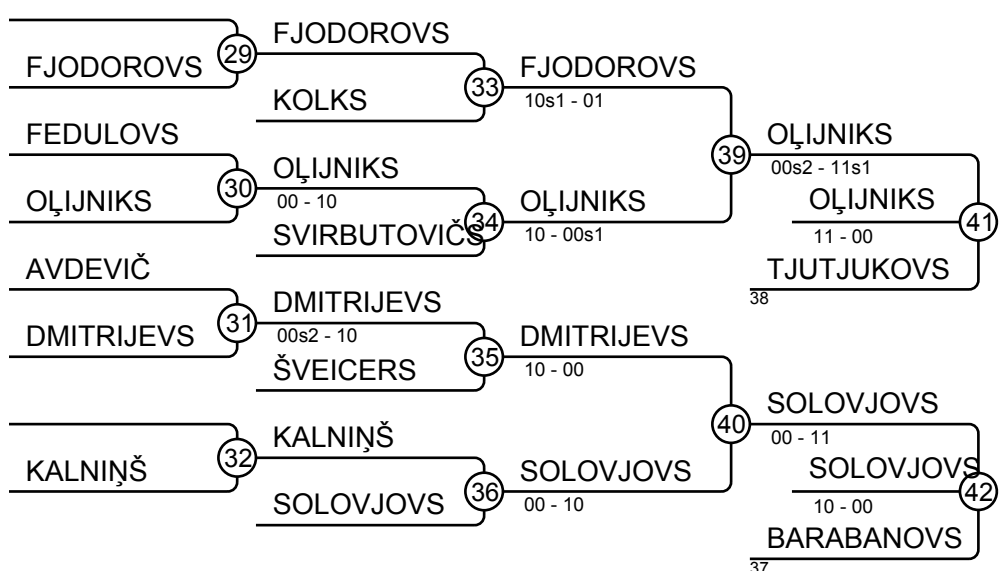 FJODOROVS
29
FJODOROVS
KOLKS
33
FJODOROVS
10s1 - 01
FEDULOVS
OĻIJNIKS
30
OĻIJNIKS
00 - 10
SVIRBUTOVIČS
34
OĻIJNIKS
10 - 00s1
39
OĻIJNIKS
00s2 - 11s1
OĻIJNIKS
11 - 00
41
TJUTJUKOVS
38
AVDEVIČ
DMITRIJEVS
31
DMITRIJEVS
00s2 - 10
ŠVEICERS
35
DMITRIJEVS
10 - 00
KALNIŅŠ
32
KALNIŅŠ
SOLOVJOVS
36
SOLOVJOVS
00 - 10
40
SOLOVJOVS
00 - 11
SOLOVJOVS
10 - 00
42
BARABANOVS
37